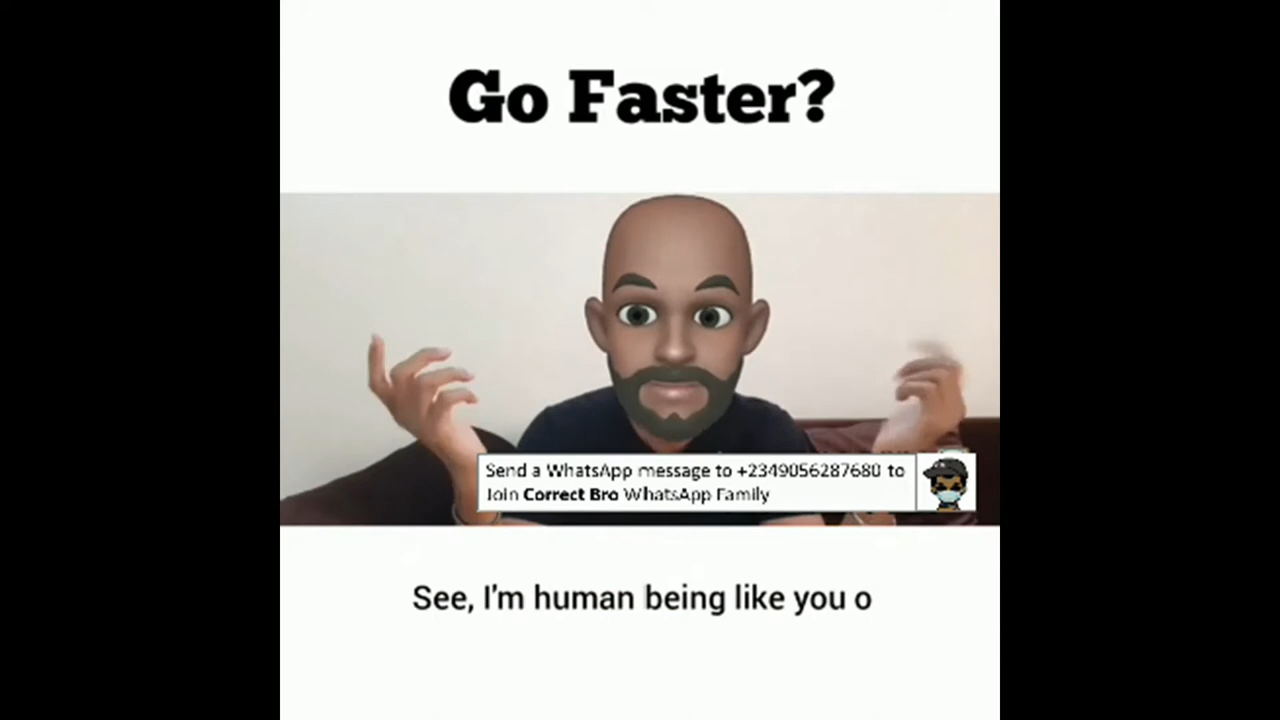 Go Faster?
Send a WhatsApp message to +2349056287680 to
Join Correct Bro WhatsApp Family
See, I'm human being like you o